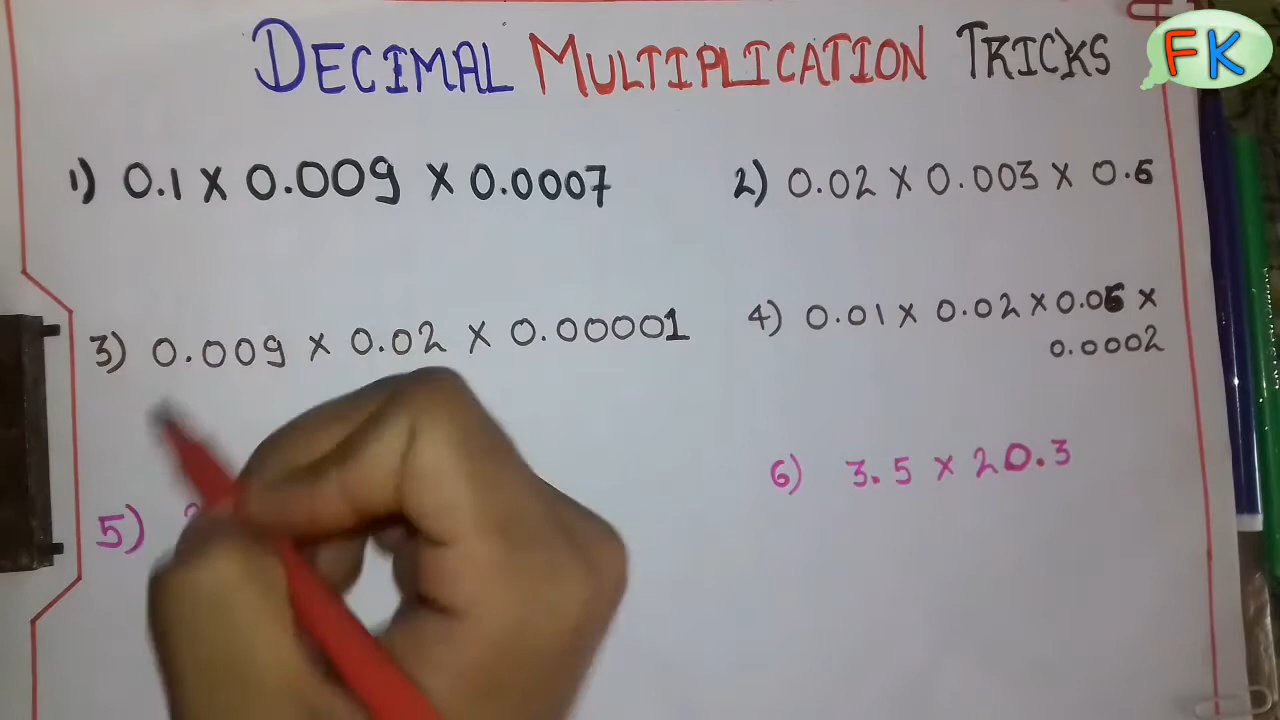 DECIMAL MULTIPLICATION TRICKS
FK
1) 0.1 X 0.009 X 0.0007
2) 0.02 X 0.003 X 0.6
3) 0.009 X 0.02 X 0.00001
4) 0.01 X 0.02 X 0.06 X
0.0002
5)
6) 3.5 X 20.3